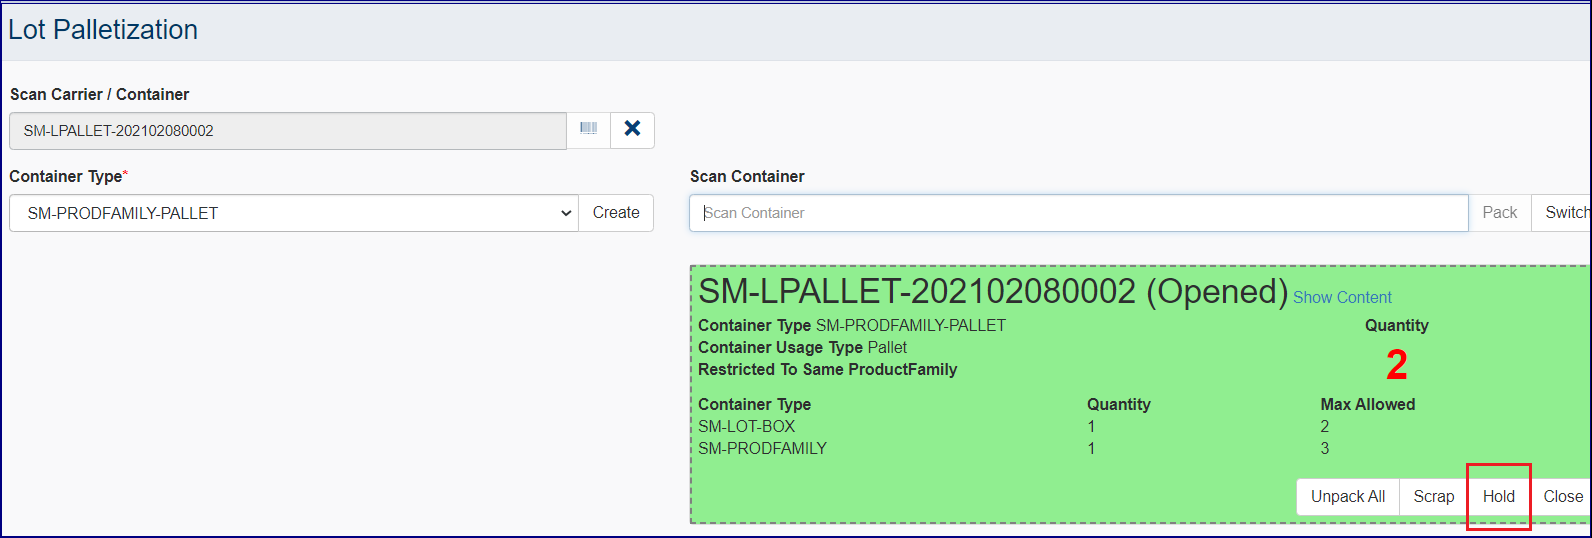 Lot Palletization
Scan Carrier / Container
SM-LPALLET-202102080002
Container Type*
SM-PRODFAMILY-PALLET
Create
Scan Container
Scan Container
Pack
Switch
SM-LPALLET-202102080002 (Opened) Show Content
Container Type SM-PRODFAMILY-PALLET
Quantity
Container Usage Type Pallet
2
Restricted To Same ProductFamily
Container Type Quantity Max Allowed
SM-LOT-BOX 1 2
SM-PRODFAMILY 1 3
Unpack All Scrap Hold Close